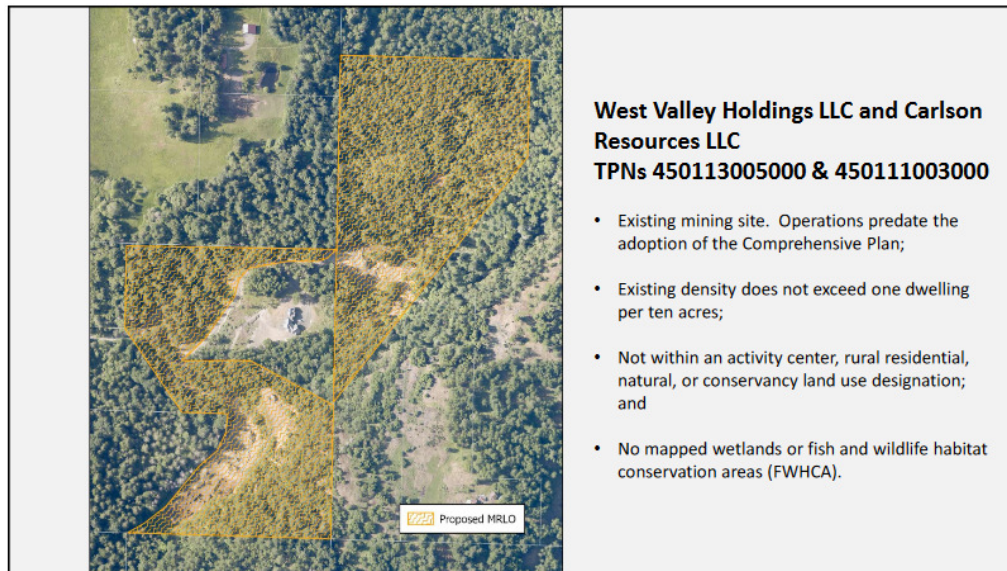 West Valley Holdings LLC and Carlson
Resources LLC
TPNs 450113005000 & 450111003000
• Existing mining site.  Operations predate the
adoption of the Comprehensive Plan;
• Existing density does not exceed one dwelling
per ten acres;
• Not within an activity center, rural residential,
natural, or conservancy land use designation;
and
• No mapped wetlands or fish and wildlife habitat
conservation areas (FWHCA).
Proposed MRLO